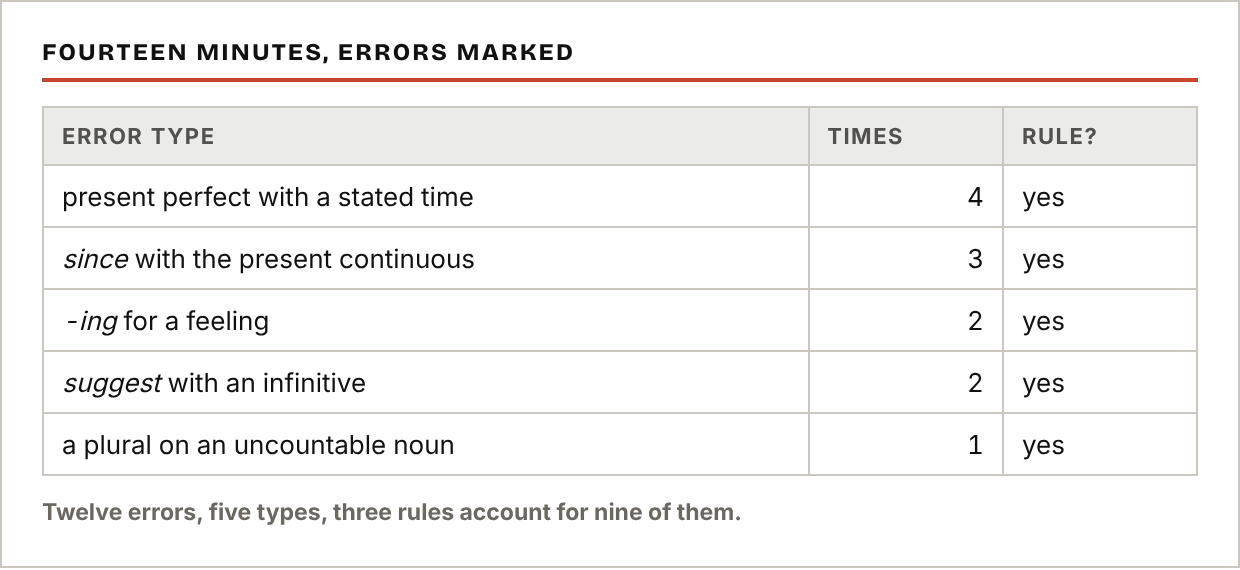 FOURTEEN MINUTES, ERRORS MARKED
ERROR TYPE TIMES RULE?
present perfect with a stated time 4 yes
since with the present continuous 3 yes
-ing for a feeling 2 yes
suggest with an infinitive 2 yes
a plural on an uncountable noun 1 yes
Twelve errors, five types, three rules account for nine of them.